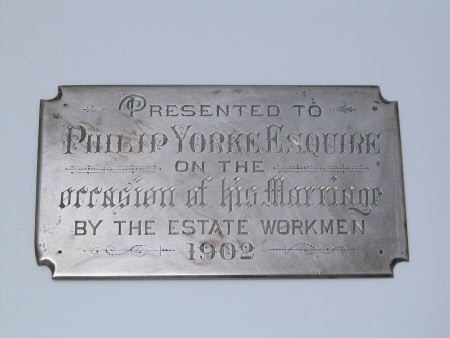 PRESENTED TO
PHILIP YORKE ESQUIRE
ON THE
occasion of his Marriage
BY THE ESTATE WORKMEN
1902